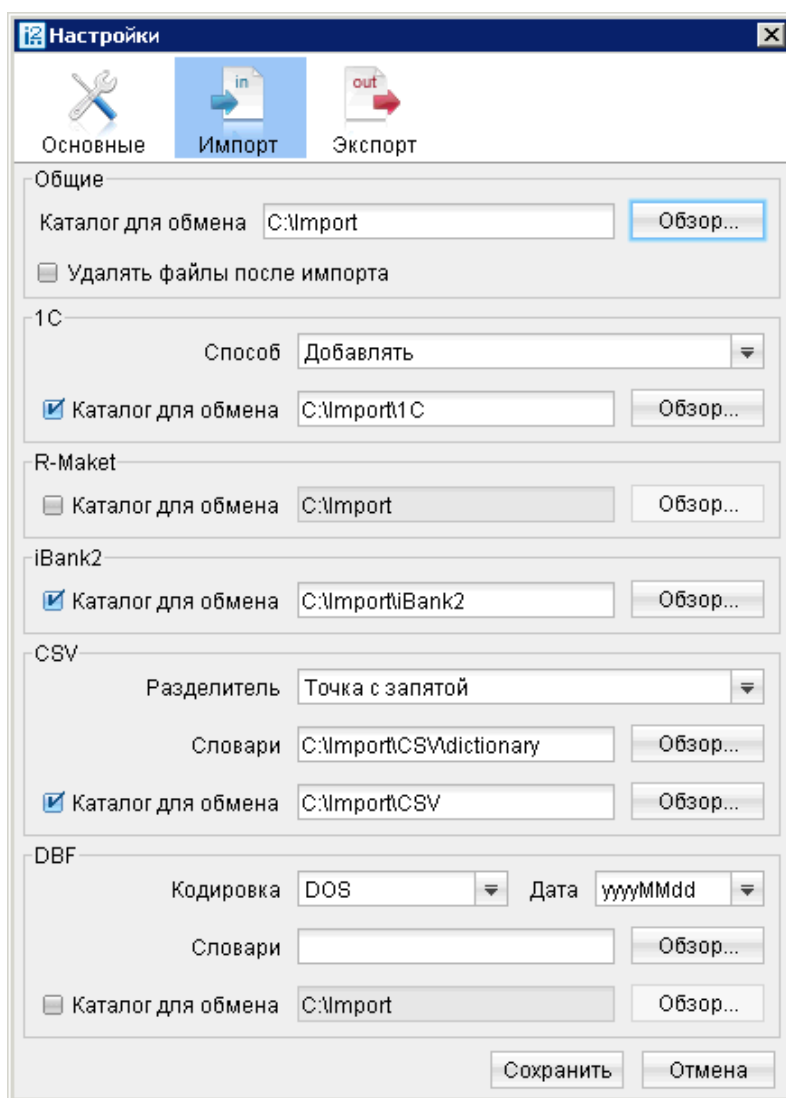 Настройки
in
out
Основные Импорт Экспорт
Общие
Каталог для обмена C:\Import Обзор...
Удалять файлы после импорта
1С
Способ Добавлять
Каталог для обмена C:\Import\1C Обзор...
R-Maket
Каталог для обмена C:\Import Обзор...
iBank2
Каталог для обмена C:\Import\iBank2 Обзор...
CSV
Разделитель Точка с запятой
Словари C:\Import\CSV\dictionary Обзор...
Каталог для обмена C:\Import\CSV Обзор...
DBF
Кодировка DOS Дата yyyyMMdd
Словари Обзор...
Каталог для обмена C:\Import Обзор...
Сохранить Отмена